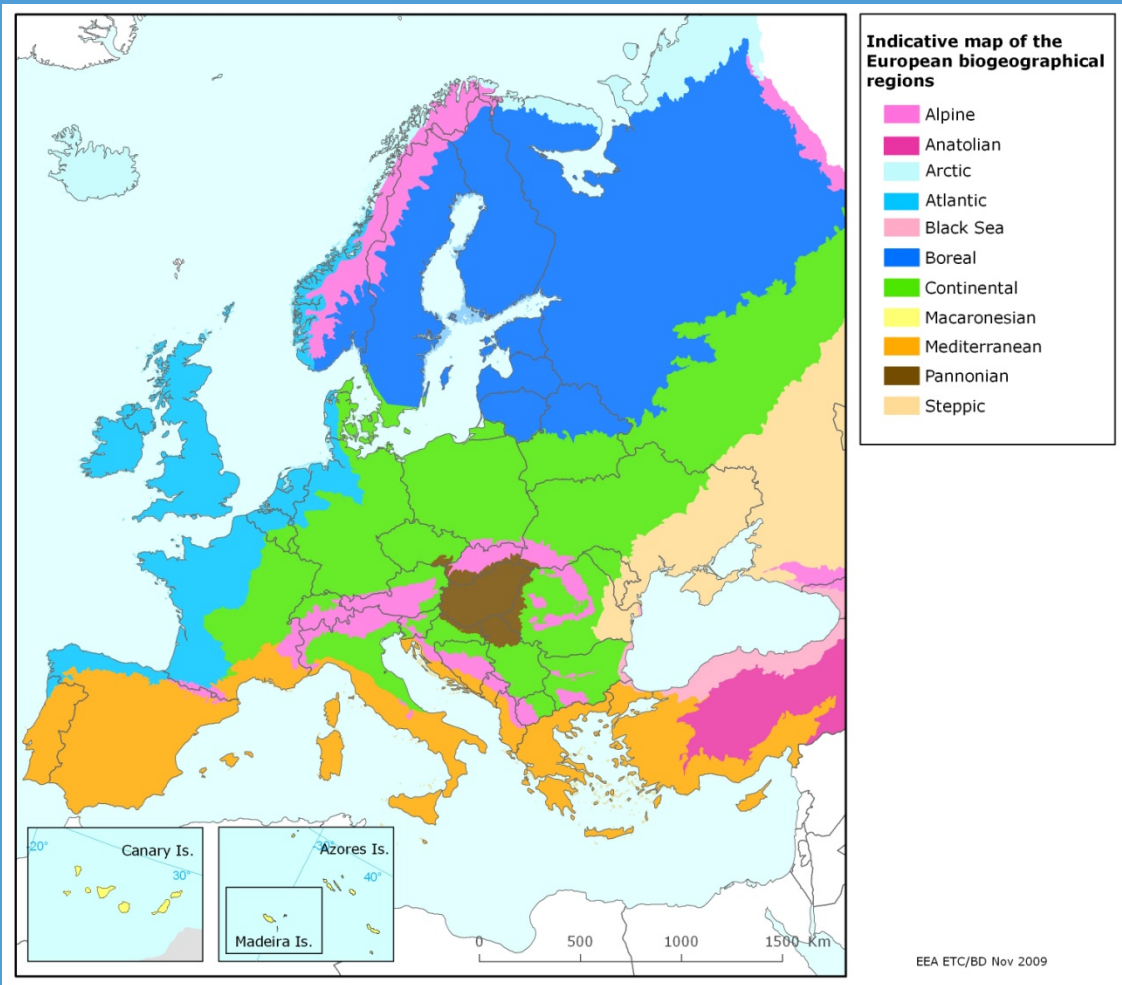 Indicative map of the
European biogeographical
regions
Alpine
Anatolian
Arctic
Atlantic
Black Sea
Boreal
Continental
Macaronesian
Mediterranean
Pannonian
Steppic
-20°
Canary Is.
30°
-30°
Azores Is.
40°
Madeira Is.
0 500 1000 1500 Km
EEA ETC/BD Nov 2009